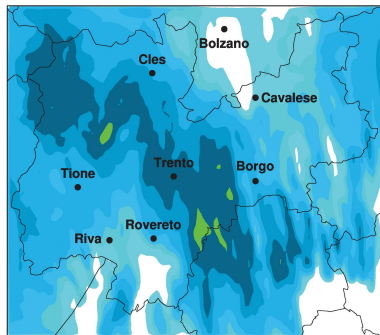 Bolzano
Cles
Cavalese
Trento
Borgo
Tione
Rovereto
Riva